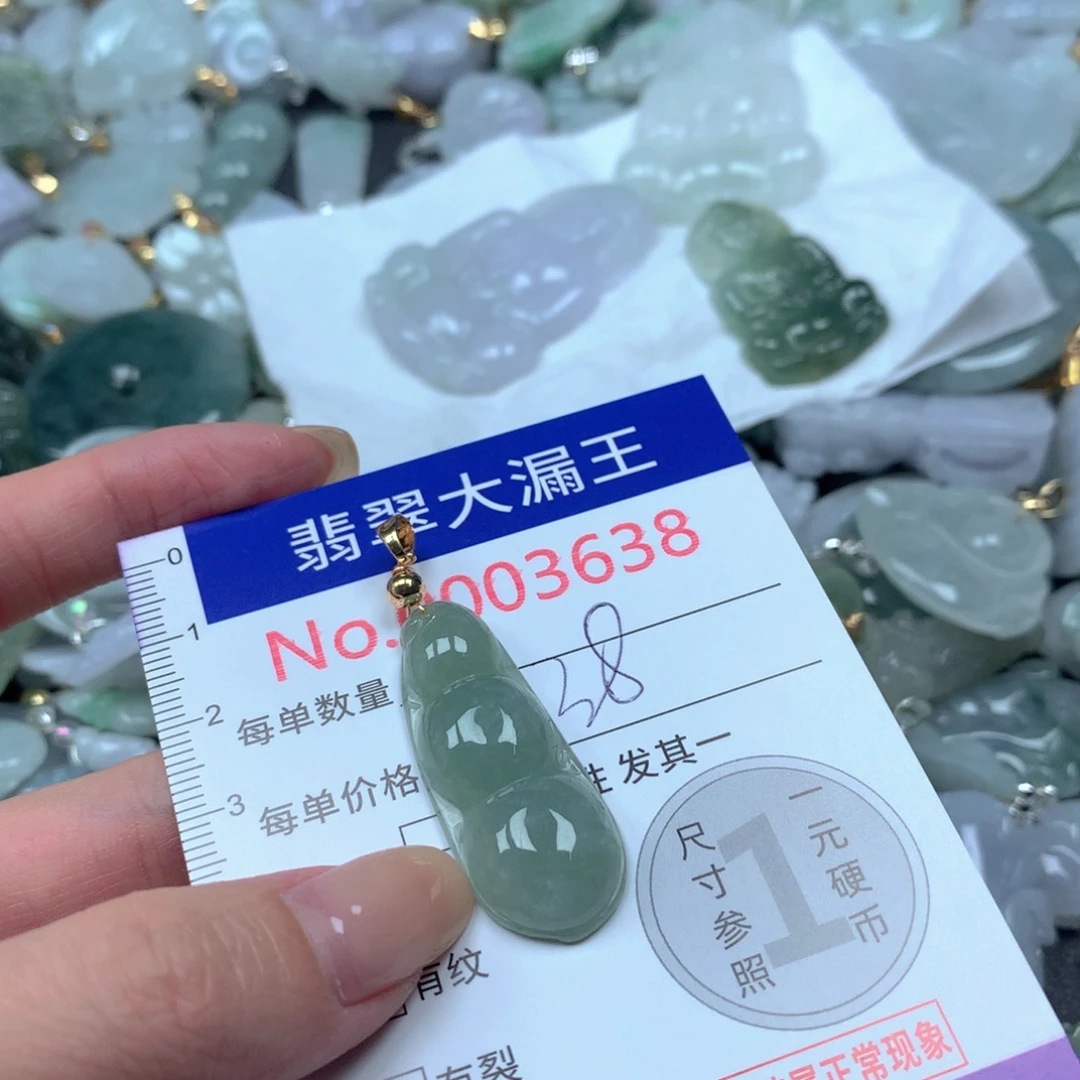 翡翠大漏王
No.0003638
每单数量
38
每单价格
发其一
0
1
2
3
一元硬币
尺寸参照
1
有纹
有裂
正常现象